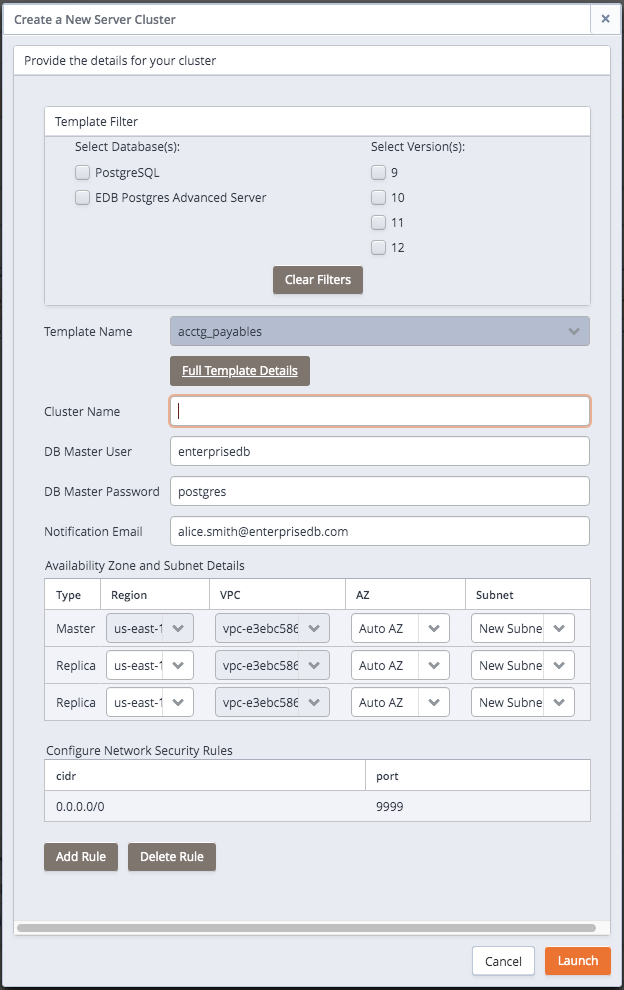 Create a New Server Cluster ×
Provide the details for your cluster
Template Filter
Select Database(s): Select Version(s):
PostgreSQL 9
EDB Postgres Advanced Server 10
11
12
Clear Filters
Template Name acctg_payables
Full Template Details
Cluster Name
DB Master User enterprisedb
DB Master Password postgres
Notification Email alice.smith@enterprisedb.com
Availability Zone and Subnet Details
Type Region VPC AZ Subnet
Master us-east-1 vpc-e3ebc586 Auto AZ New Subne
Replica us-east-1 vpc-e3ebc586 Auto AZ New Subne
Replica us-east-1 vpc-e3ebc586 Auto AZ New Subne
Configure Network Security Rules
cidr port
0.0.0.0/0 9999
Add Rule Delete Rule
Cancel Launch